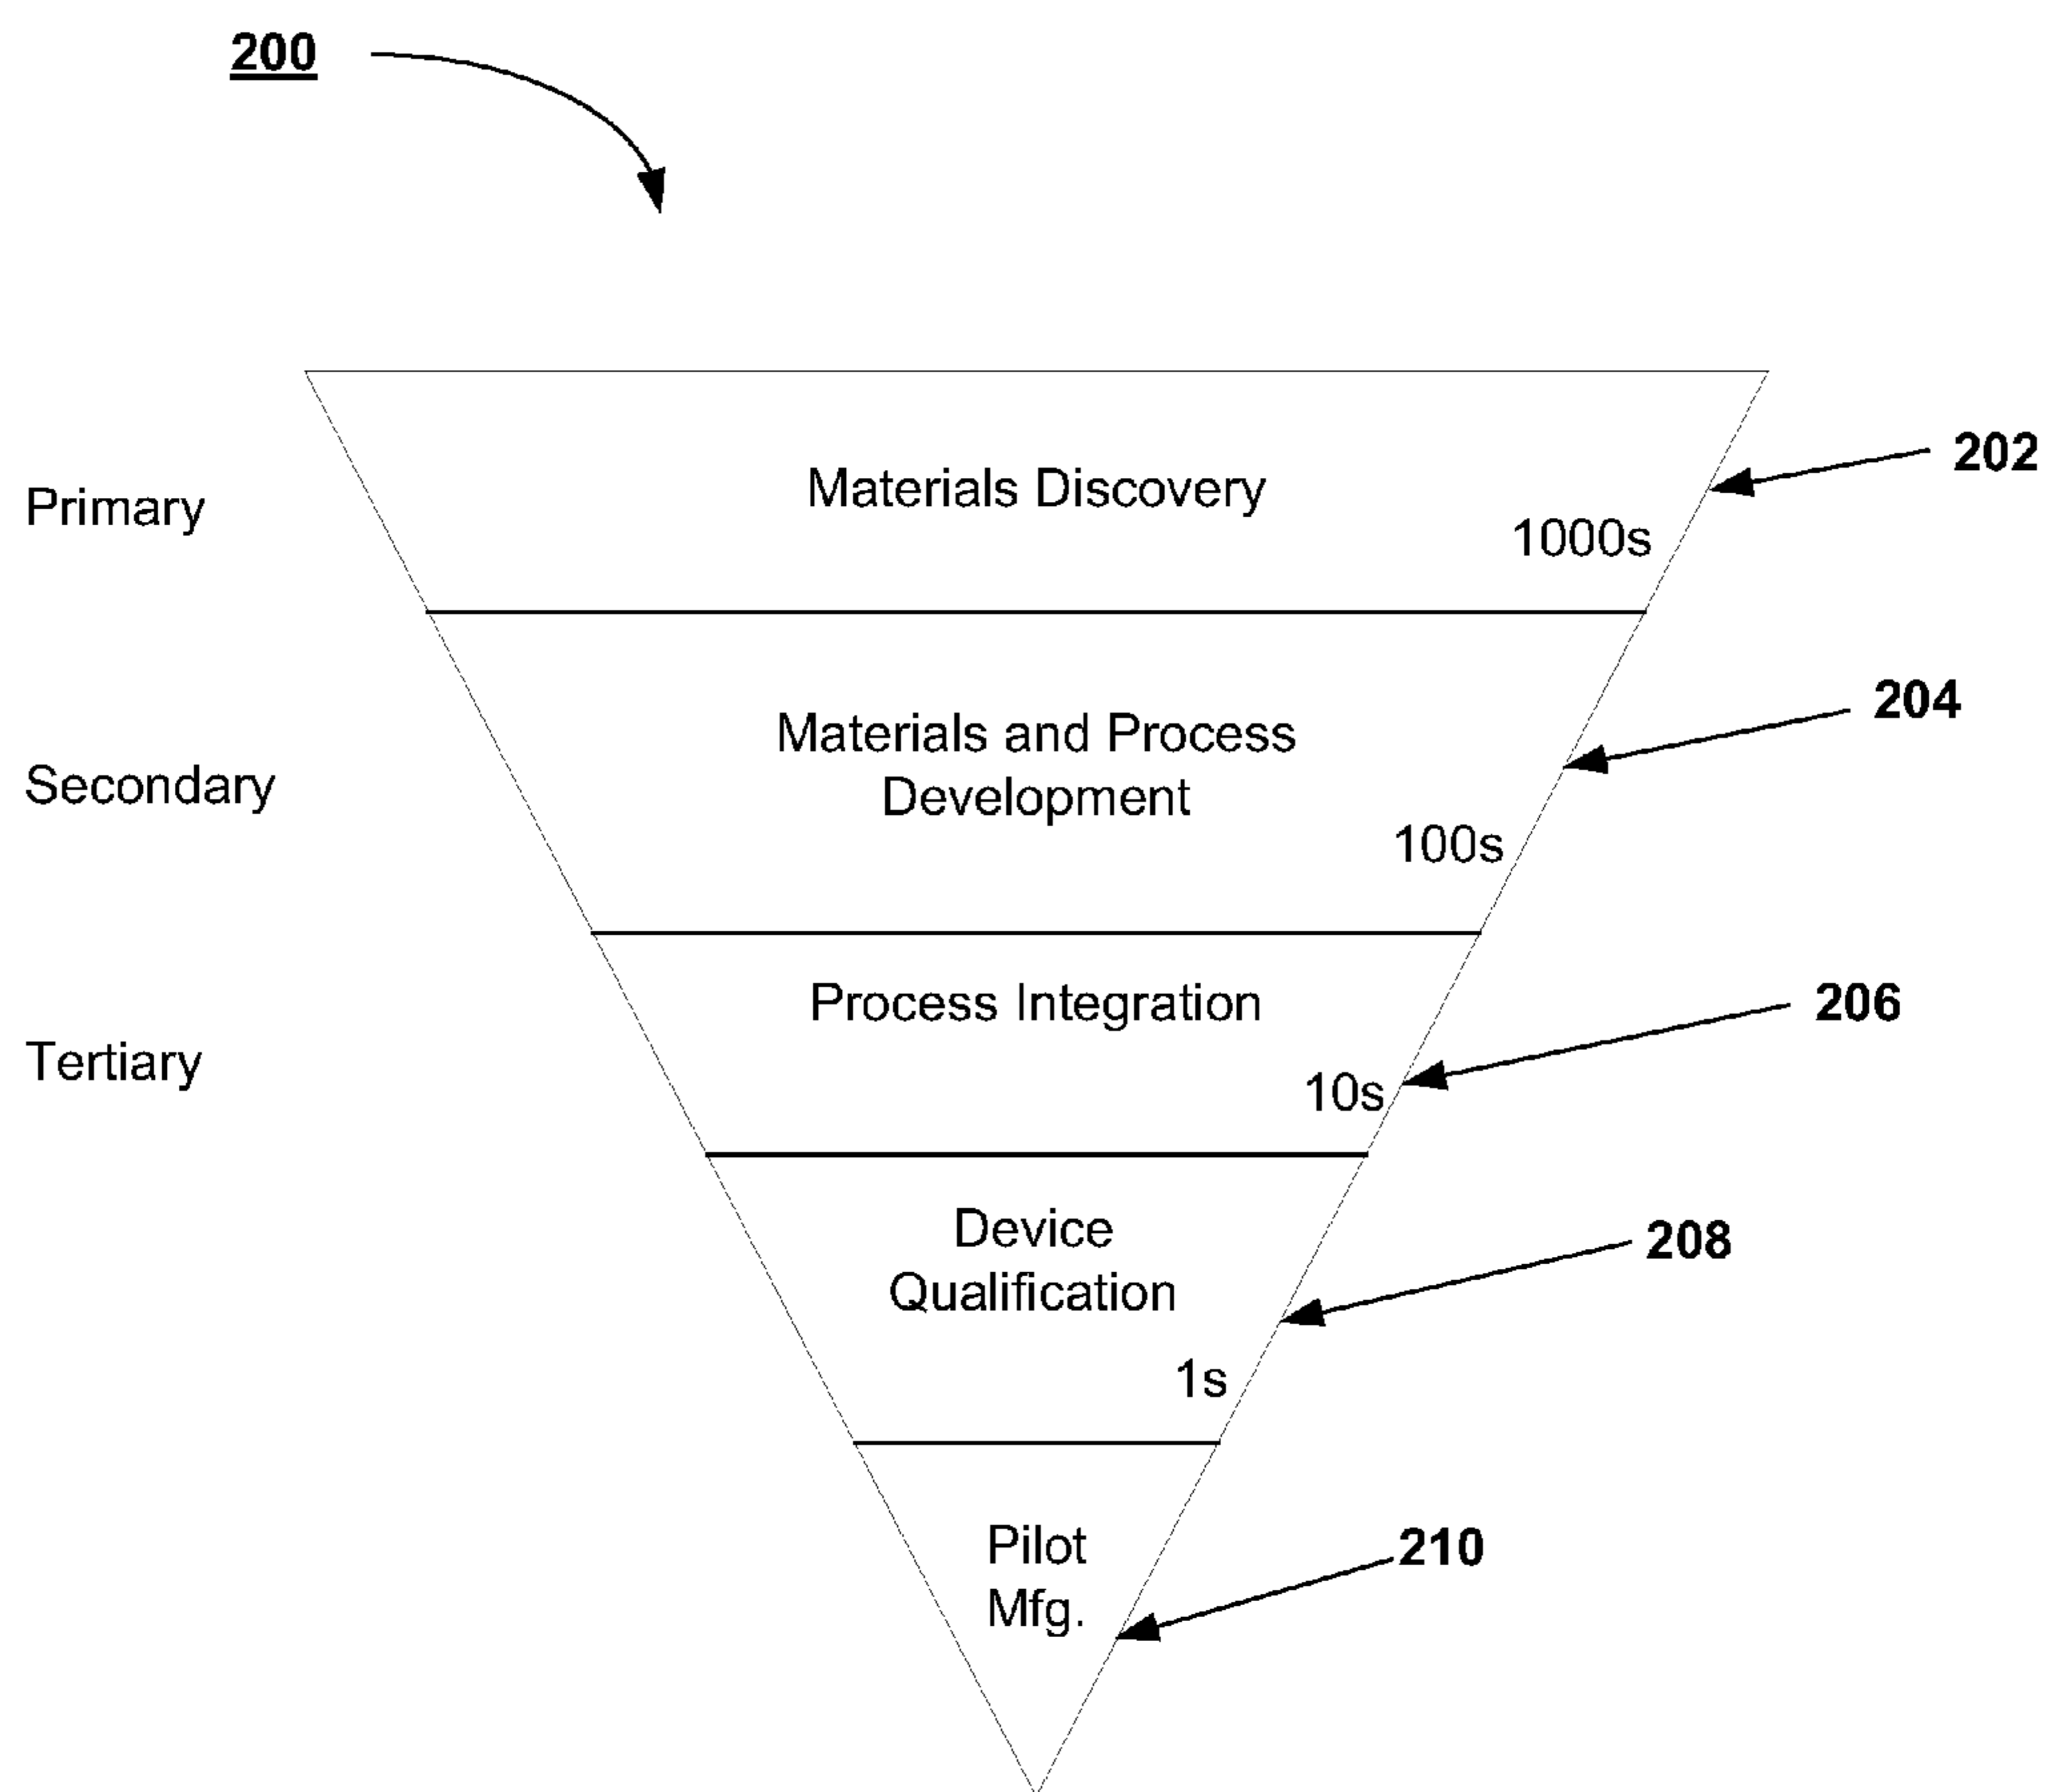 200
Materials Discovery
202
Primary
1000s
Materials and Process
Development
204
Secondary
100s
Process Integration
206
Tertiary
10s
Device
Qualification
208
1s
Pilot
Mfg.
210